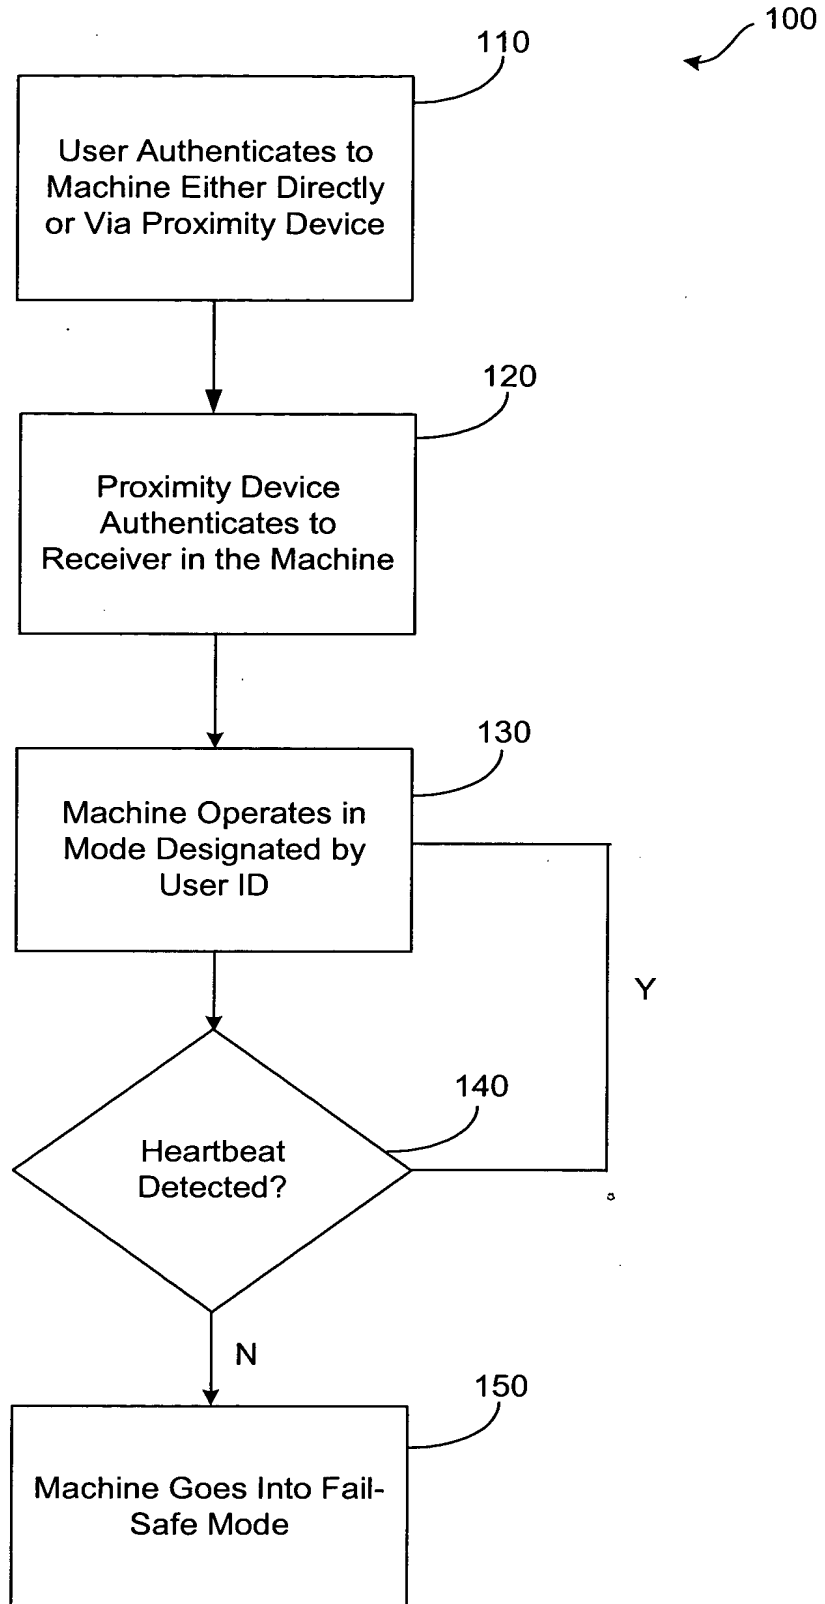 100
110
User Authenticates to
Machine Either Directly
or Via Proximity Device
120
Proximity Device
Authenticates to
Receiver in the Machine
130
Machine Operates in
Mode Designated by
User ID
Y
140
Heartbeat
Detected?
N
150
Machine Goes Into Fail-
Safe Mode